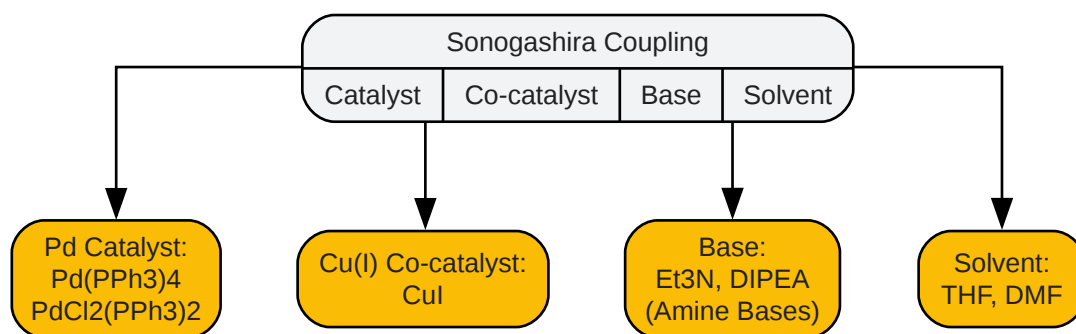 Sonogashira Coupling
Catalyst
Co-catalyst
Base
Solvent
Pd Catalyst:
Pd(PPh3)4
PdCl2(PPh3)2
Cu(I) Co-catalyst:
CuI
Base:
Et3N, DIPEA
(Amine Bases)
Solvent:
THF, DMF